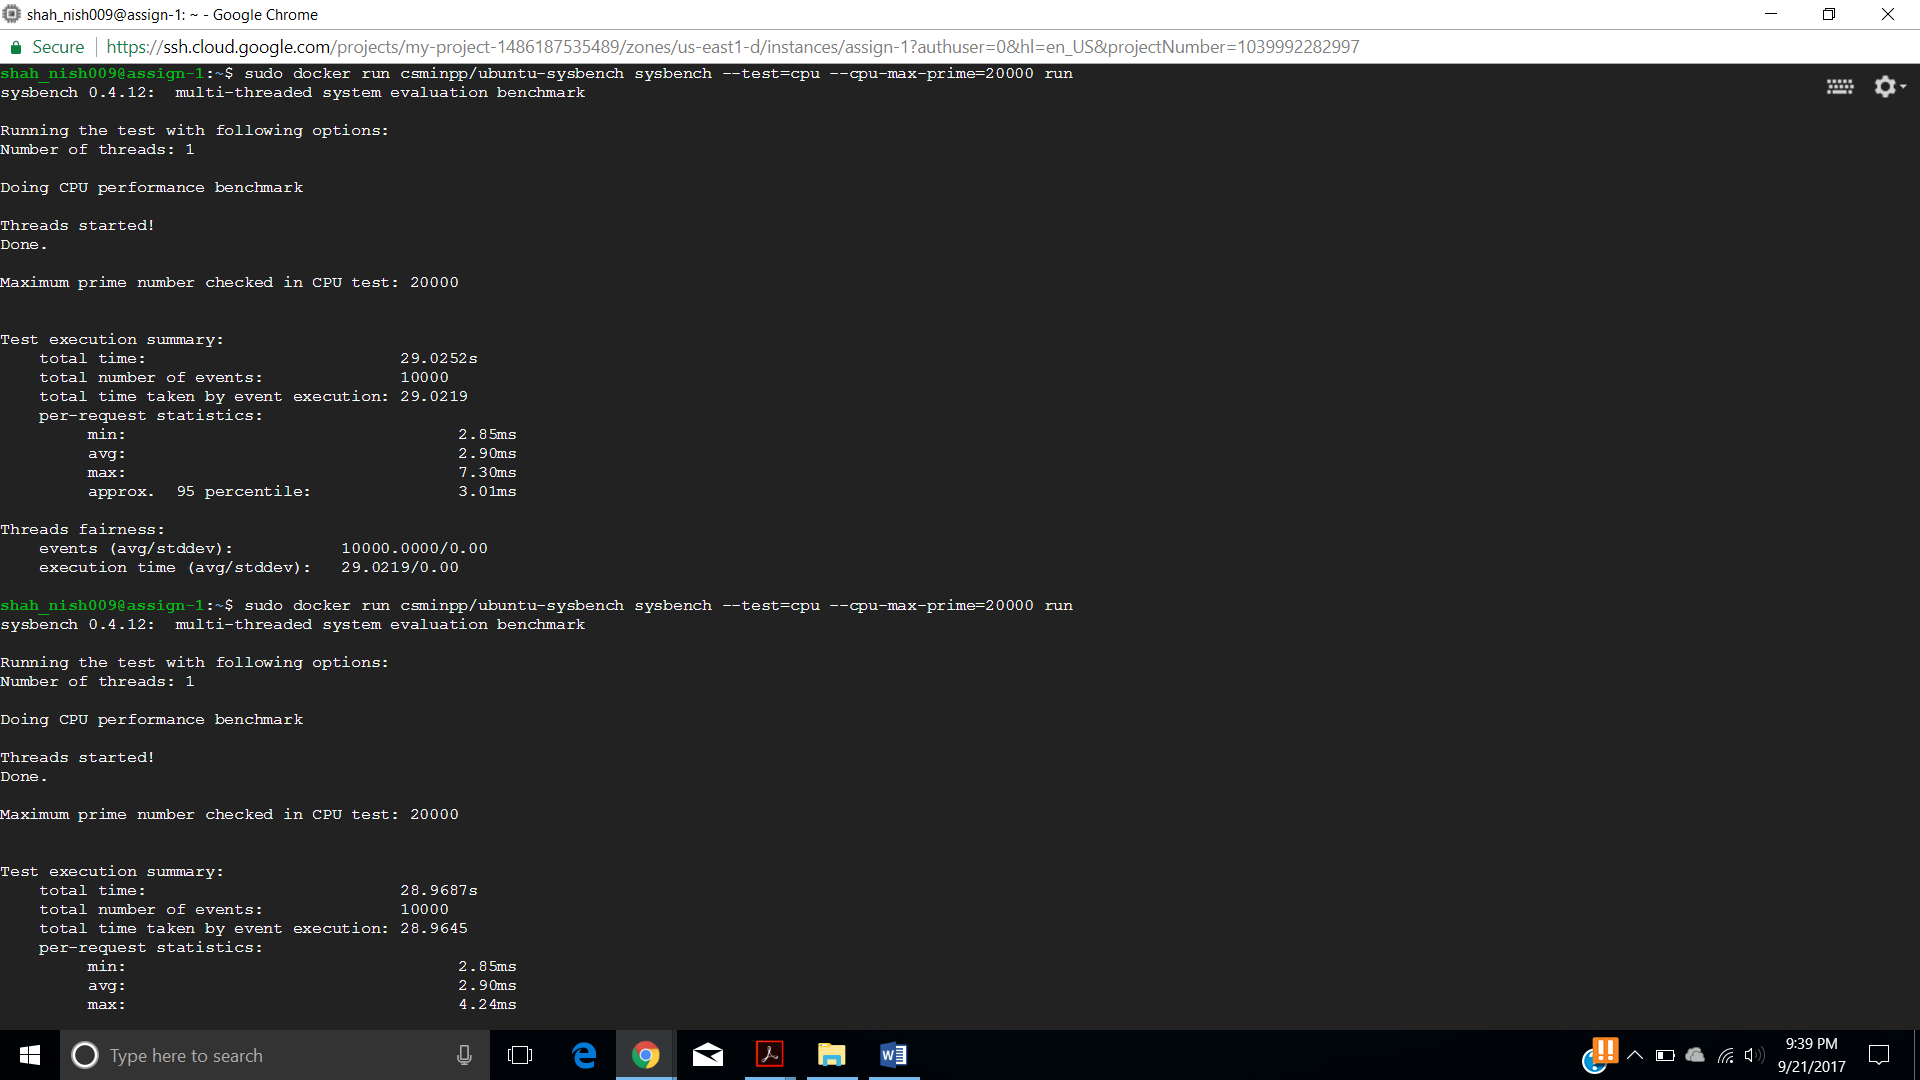 shah_nish009@assign-1: ~ - Google Chrome
Secure | https://ssh.cloud.google.com/projects/my-project-1486187535489/zones/us-east1-d/instances/assign-1?authuser=0&hl=en_US&projectNumber=1039992282997
shah_nish009@assign-1:~$ sudo docker run csminpp/ubuntu-sysbench sysbench --test=cpu --cpu-max-prime=20000 run
sysbench 0.4.12:  multi-threaded system evaluation benchmark
Running the test with following options:
Number of threads: 1
Doing CPU performance benchmark
Threads started!
Done.
Maximum prime number checked in CPU test: 20000
Test execution summary:
total time: 29.0252s
total number of events: 10000
total time taken by event execution: 29.0219
per-request statistics:
min: 2.85ms
avg: 2.90ms
max: 7.30ms
approx.  95 percentile: 3.01ms
Threads fairness:
events (avg/stddev): 10000.0000/0.00
execution time (avg/stddev): 29.0219/0.00
shah_nish009@assign-1:~$ sudo docker run csminpp/ubuntu-sysbench sysbench --test=cpu --cpu-max-prime=20000 run
sysbench 0.4.12:  multi-threaded system evaluation benchmark
Running the test with following options:
Number of threads: 1
Doing CPU performance benchmark
Threads started!
Done.
Maximum prime number checked in CPU test: 20000
Test execution summary:
total time: 28.9687s
total number of events: 10000
total time taken by event execution: 28.9645
per-request statistics:
min: 2.85ms
avg: 2.90ms
max: 4.24ms
Type here to search
9:39 PM
9/21/2017